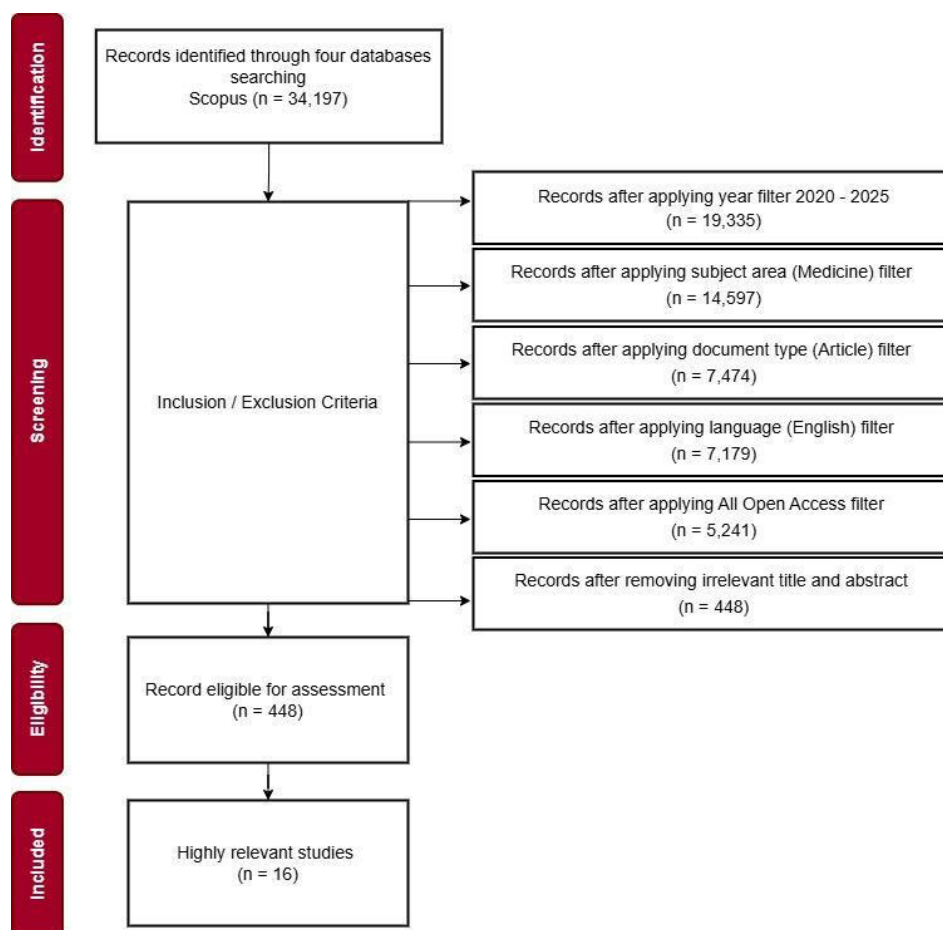 Identification
Records identified through four databases
searching
Scopus (n = 34,197)
Screening
Inclusion / Exclusion Criteria
Records after applying year filter 2020 - 2025
(n = 19,335)
Records after applying subject area (Medicine) filter
(n = 14,597)
Records after applying document type (Article) filter
(n = 7,474)
Records after applying language (English) filter
(n = 7,179)
Records after applying All Open Access filter
(n = 5,241)
Records after removing irrelevant title and abstract
(n = 448)
Eligibility
Record eligible for assessment
(n = 448)
Included
Highly relevant studies
(n = 16)